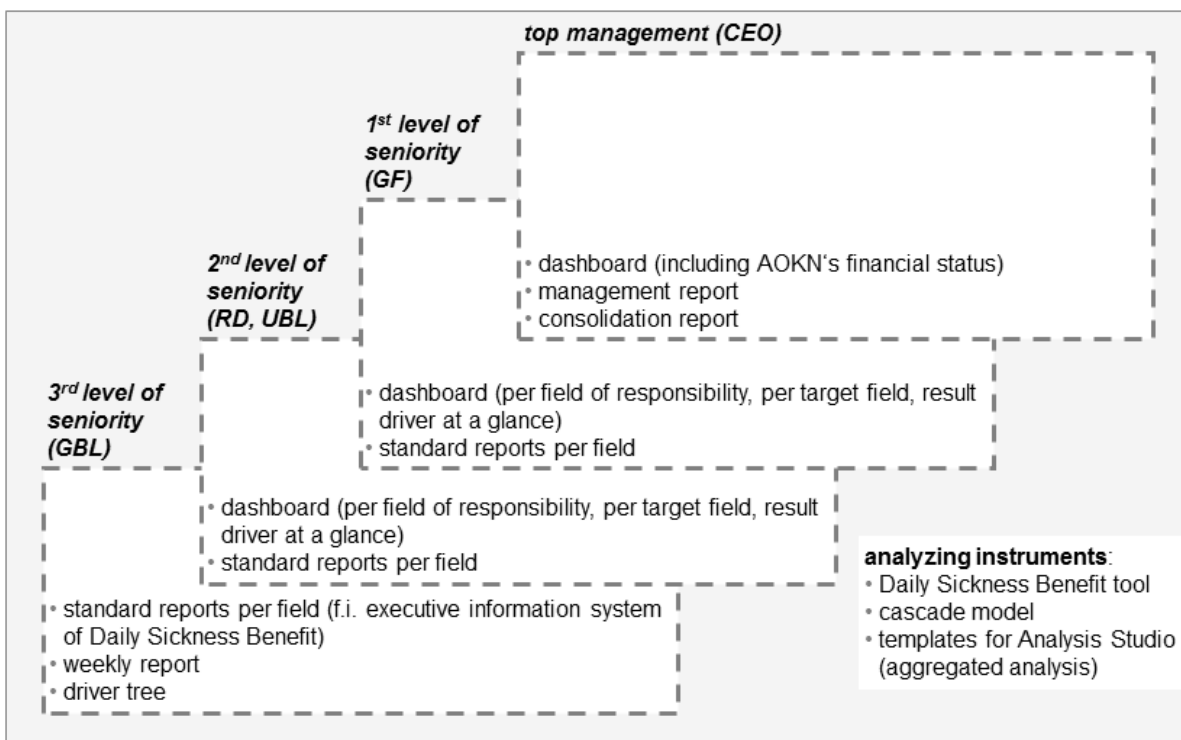 top management (CEO)
1st level of
seniority
(GF)
• dashboard (including AOKN's financial status)
• management report
• consolidation report
2nd level of
seniority
(RD, UBL)
• dashboard (per field of responsibility, per target field, result
driver at a glance)
• standard reports per field
3rd level of
seniority
(GBL)
• dashboard (per field of responsibility, per target field, result
driver at a glance)
• standard reports per field
• standard reports per field (f.i. executive information system
of Daily Sickness Benefit)
• weekly report
• driver tree
analyzing instruments:
• Daily Sickness Benefit tool
• cascade model
• templates for Analysis Studio
(aggregated analysis)